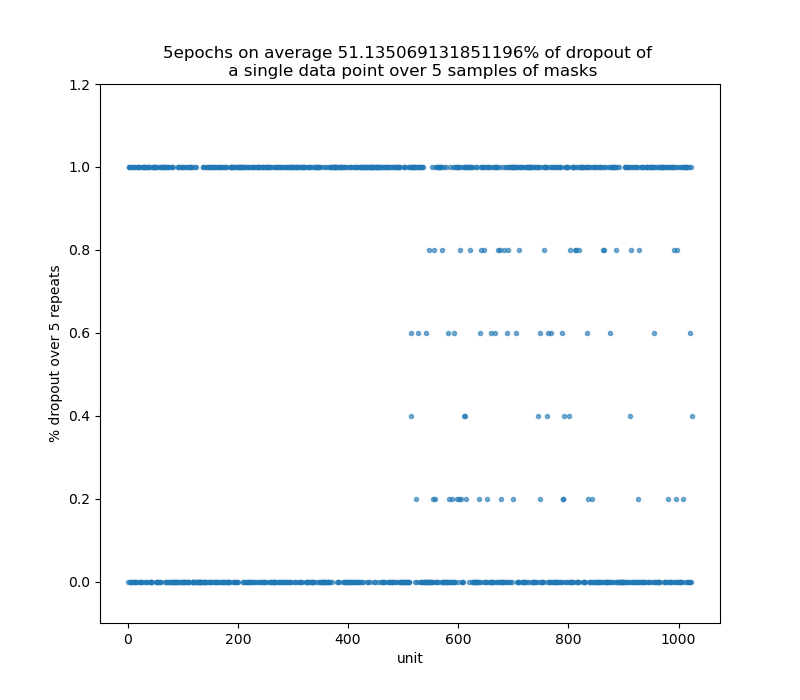 5epochs on average 51.135069131851196% of dropout of
a single data point over 5 samples of masks
1.2
1.0
0.8
0.6
0.4
0.2
0.0
% dropout over 5 repeats
0 200 400 600 800 1000
unit